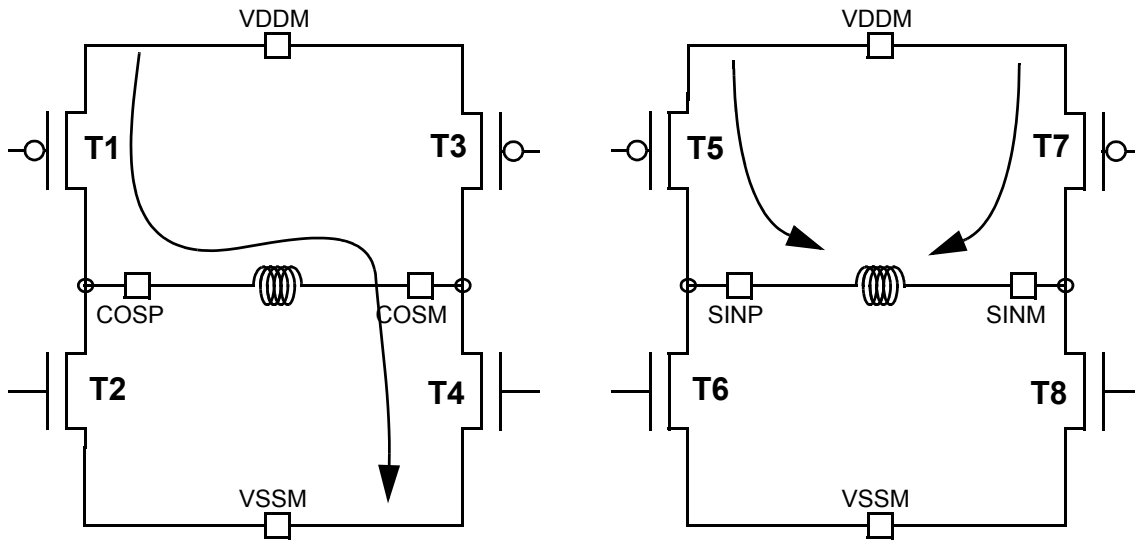 VDDM
T1
T3
COSP
COSM
T2
T4
VSSM
VDDM
T5
T7
SINP
SINM
T6
T8
VSSM